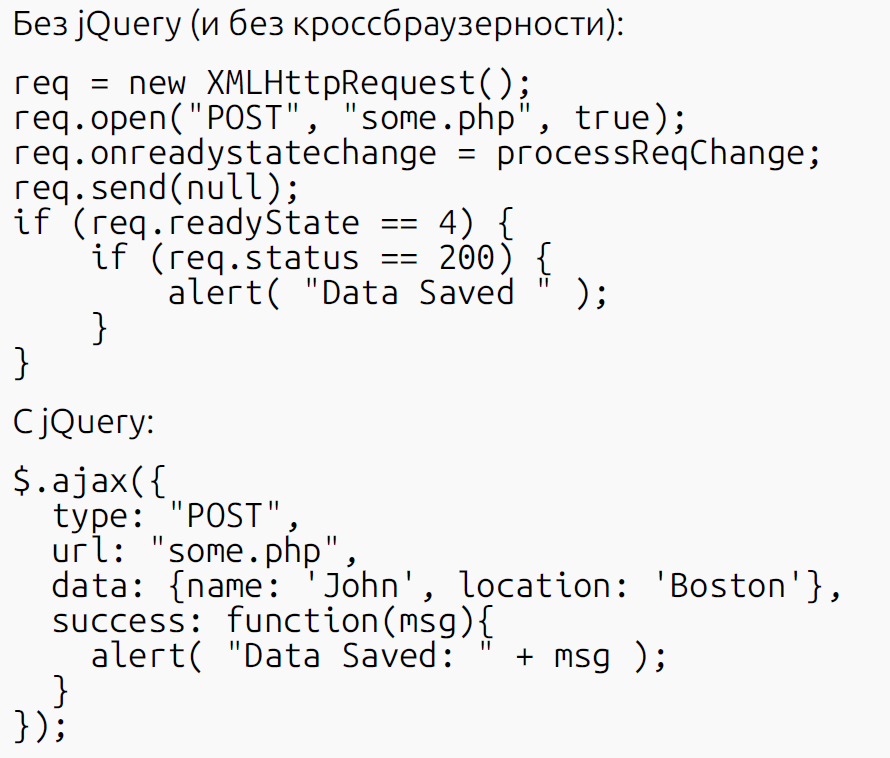 Без jQuery (и без кроссбраузерности):
req = new XMLHttpRequest();
req.open("POST", "some.php", true);
req.onreadystatechange = processReqChange;
req.send(null);
if (req.readyState == 4) {
    if (req.status == 200) {
        alert( "Data Saved " );
    }
}
С jQuery:
$.ajax({
  type: "POST",
  url: "some.php",
  data: {name: 'John', location: 'Boston'},
  success: function(msg){
    alert( "Data Saved: " + msg );
  }
});